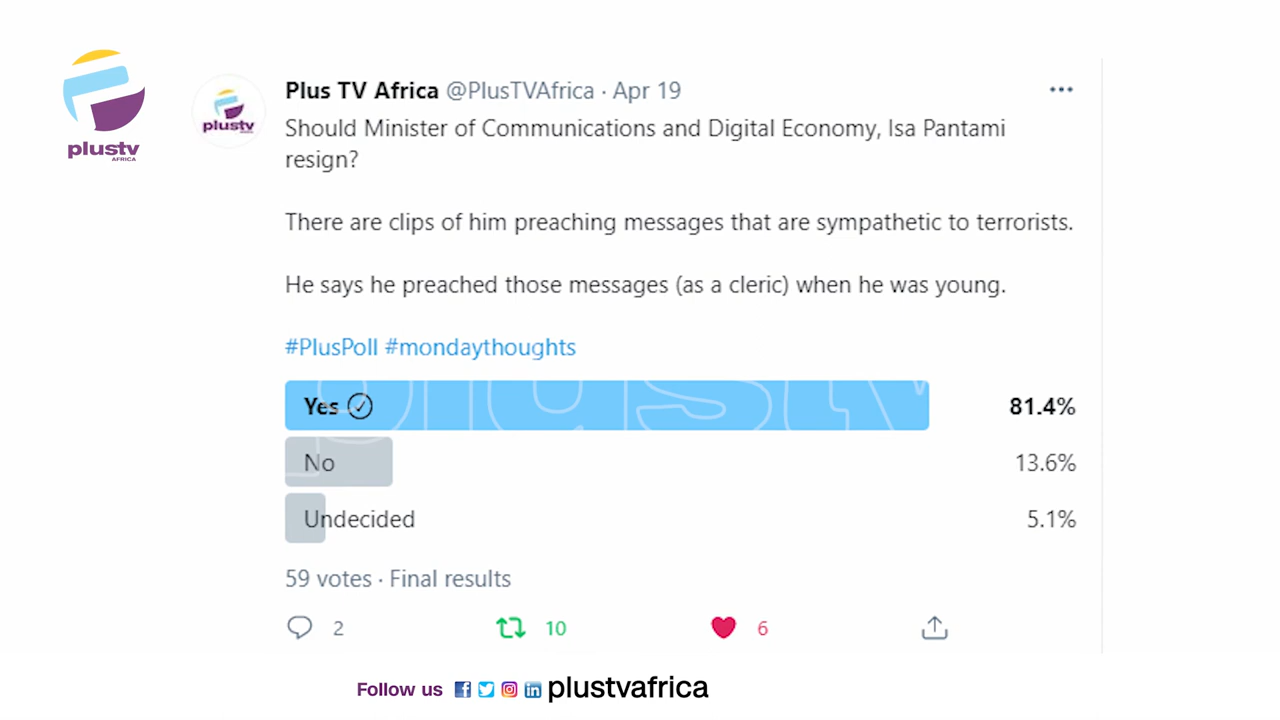 plustv
AFRICA
plustv
Plus TV Africa @PlusTVAfrica · Apr 19
Should Minister of Communications and Digital Economy, Isa Pantami
resign?
There are clips of him preaching messages that are sympathetic to terrorists.
He says he preached those messages (as a cleric) when he was young.
#PlusPoll #mondaythoughts
Yes 81.4%
No 13.6%
Undecided 5.1%
59 votes · Final results
2 10 6
Follow us plustvafrica